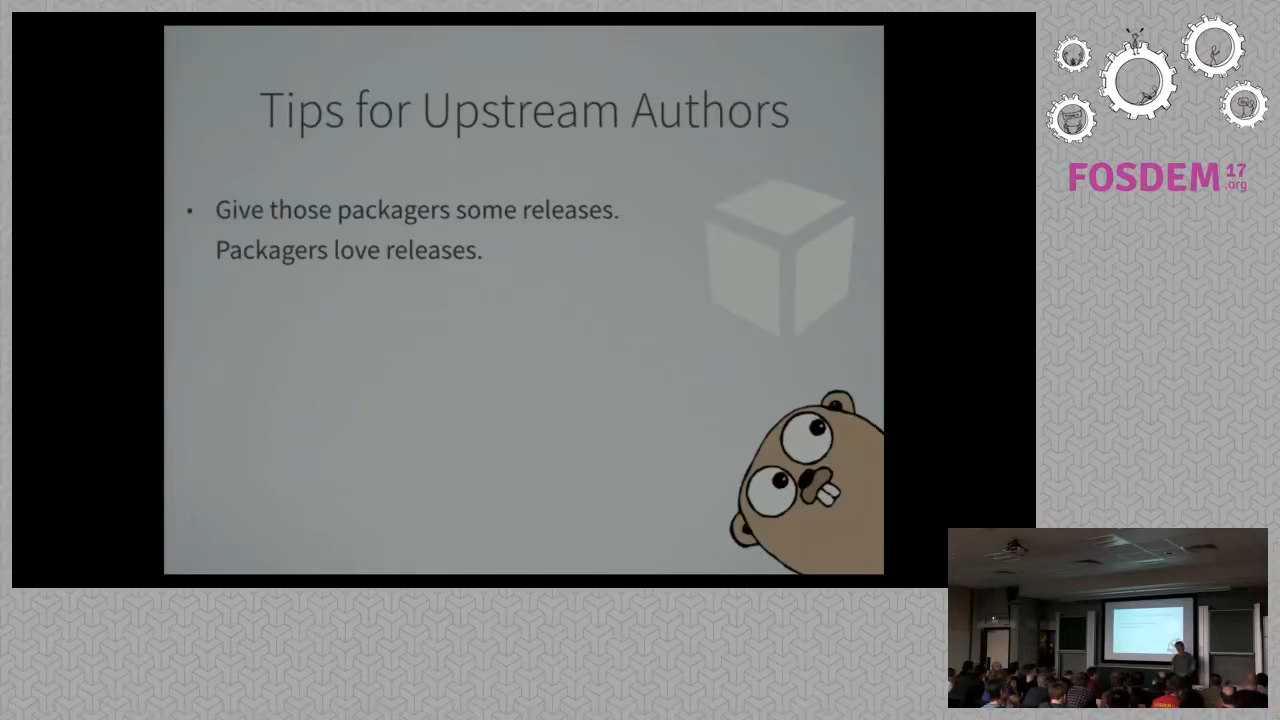 Tips for Upstream Authors
• Give those packagers some releases.
Packagers love releases.
FOSDEM 17
.org